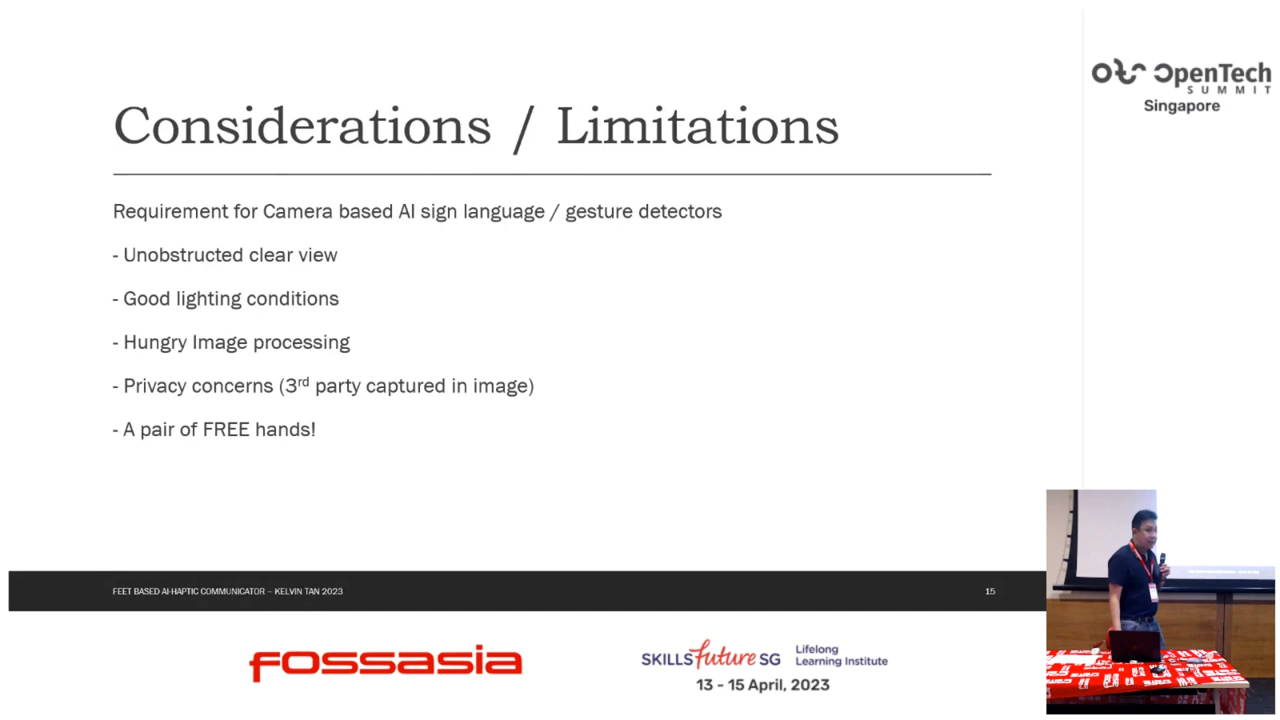 OpenTech
SUMMIT
Singapore
Considerations / Limitations
Requirement for Camera based AI sign language / gesture detectors
- Unobstructed clear view
- Good lighting conditions
- Hungry Image processing
- Privacy concerns (3rd party captured in image)
- A pair of FREE hands!
FEET BASED AI-HAPTIC COMMUNICATOR – KELVIN TAN 2023
15
fossasia
SKILLS future SG
Lifelong
Learning Institute
13 - 15 April, 2023